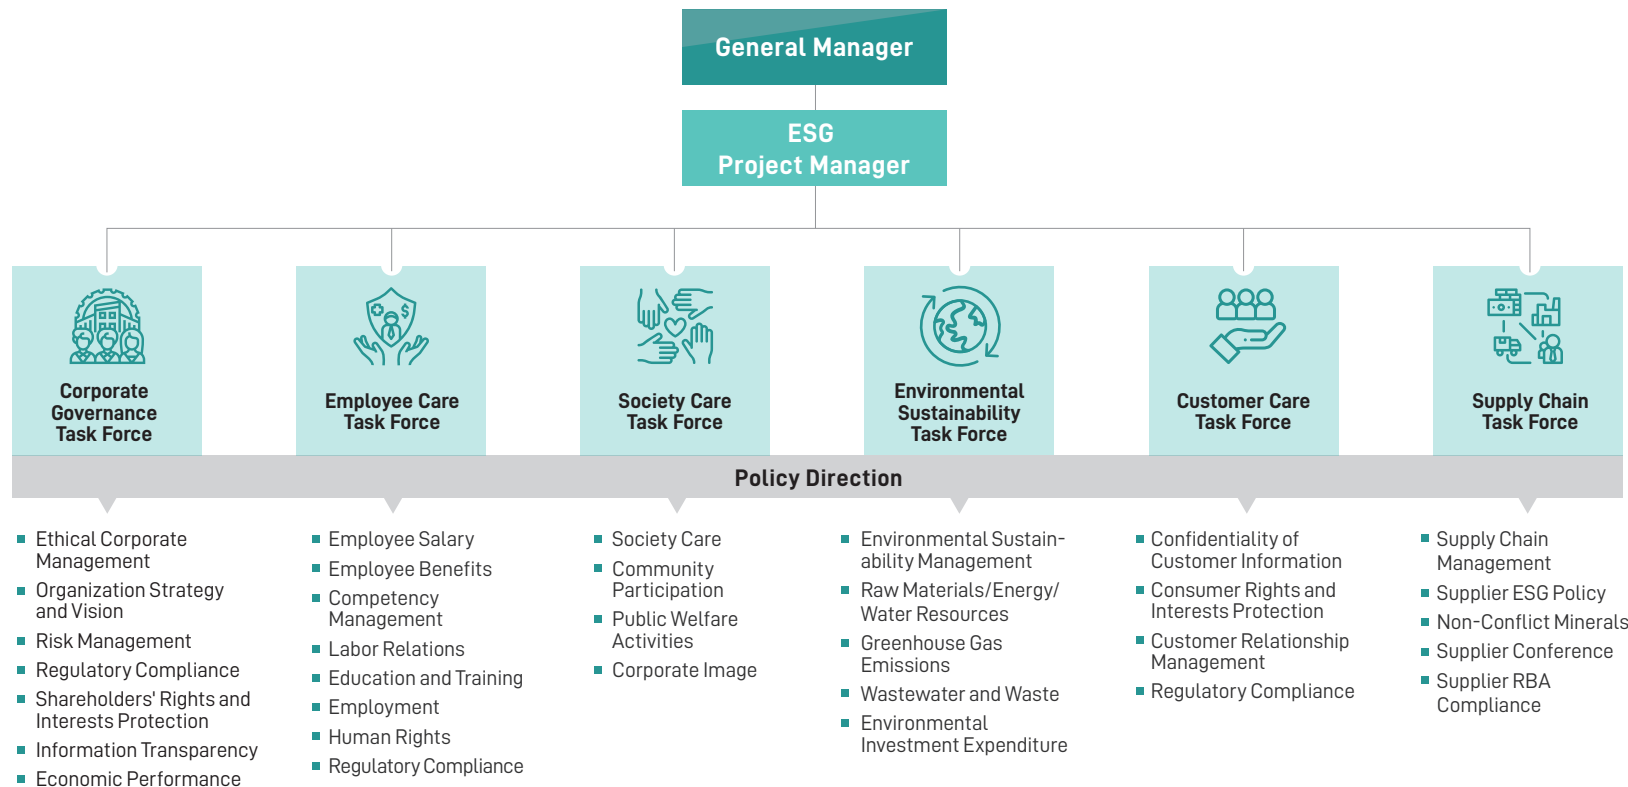 General Manager
ESG
Project Manager
Corporate
Governance
Task Force
Employee Care
Task Force
Society Care
Task Force
Environmental
Sustainability
Task Force
Customer Care
Task Force
Supply Chain
Task Force
Policy Direction
Ethical Corporate
Management
Organization Strategy
and Vision
Risk Management
Regulatory Compliance
Shareholders' Rights and
Interests Protection
Information Transparency
Economic Performance
Employee Salary
Employee Benefits
Competency
Management
Labor Relations
Education and Training
Employment
Human Rights
Regulatory Compliance
Society Care
Community
Participation
Public Welfare
Activities
Corporate Image
Environmental Sustain-
ability Management
Raw Materials/Energy/
Water Resources
Greenhouse Gas
Emissions
Wastewater and Waste
Environmental
Investment Expenditure
Confidentiality of
Customer Information
Consumer Rights and
Interests Protection
Customer Relationship
Management
Regulatory Compliance
Supply Chain
Management
Supplier ESG Policy
Non-Conflict Minerals
Supplier Conference
Supplier RBA
Compliance